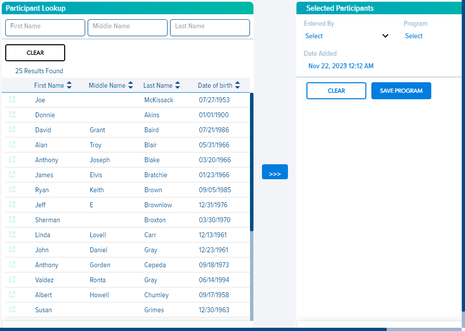 Participant Lookup
First Name Middle Name Last Name
CLEAR
25 Results Found
First Name Middle Name Last Name Date of birth
Joe McKissack 07/27/1953
Donnie Akins 01/01/1900
David Grant Baird 07/21/1986
Alan Troy Blair 05/31/1966
Anthony Joseph Blake 03/20/1966
James Elvis Bratchie 01/23/1966
Ryan Keith Brown 09/05/1985
Jeff E Brownlow 12/31/1976
Sherman Broxton 03/30/1970
Linda Lovell Carr 12/13/1961
John Daniel Gray 12/23/1961
Anthony Gorden Cepeda 09/18/1973
Valdez Ronta Gray 06/14/1994
Albert Howell Chumley 09/17/1958
Susan Grimes 12/30/1963
>>>
Selected Participants
Entered By Program
Select Select
Date Added
Nov 22, 2023 12:12 AM
CLEAR SAVE PROGRAM